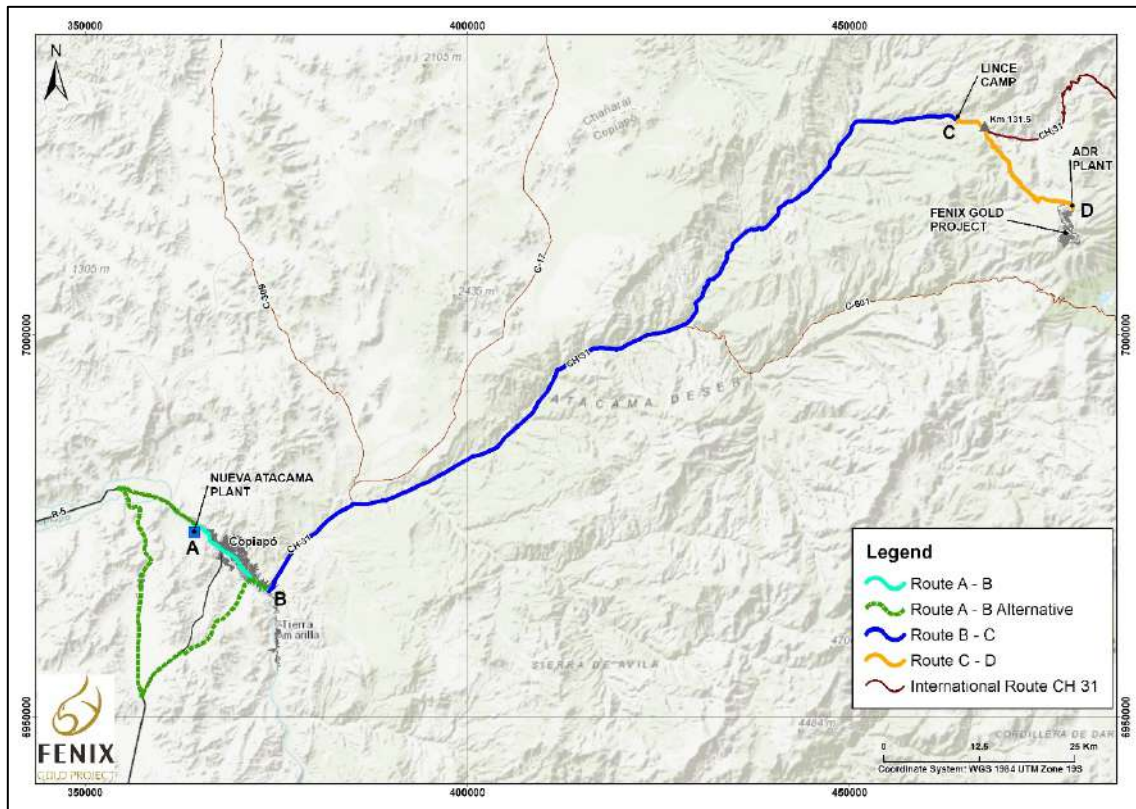 350000
400000
450000
N
2105 m
LINCE
CAMP
Chañaral
Copiapó
C
Km 131.5
CH-31
ADR
PLANT
D
FENIX GOLD
PROJECT
1305 m
C-17
2435 m
C-601
7000000
7000000
CH-31
ATACAMA DESER
NUEVA ATACAMA
PLANT
R-5
A
Copiapó
CH-31
B
Tierra
Amarilla
SIERRA DE AVILA
Legend
Route A - B
Route A - B Alternative
Route B - C
Route C - D
International Route CH 31
6950000
6950000
4484 m
CORDILLERA DE DAR
FENIX
GOLD PROJECT
0
12.5
25 Km
Coordinate System: WGS 1984 UTM Zone 19S
350000
400000
450000